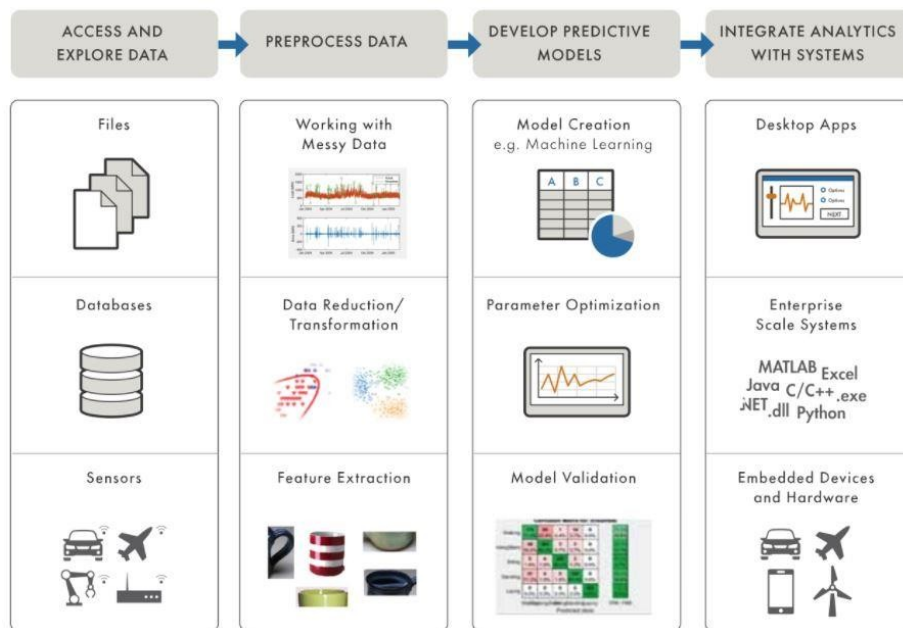 ACCESS AND
EXPLORE DATA
PREPROCESS DATA
DEVELOP PREDICTIVE
MODELS
INTEGRATE ANALYTICS
WITH SYSTEMS
Files
Working with
Messy Data
Model Creation
e.g. Machine Learning
A B C
Desktop Apps
Options
Options
NEXT
Databases
Data Reduction/
Transformation
Parameter Optimization
Enterprise
Scale Systems
MATLAB Excel
Java C/C++ .exe
.NET .dll Python
Sensors
Feature Extraction
Model Validation
Embedded Devices
and Hardware